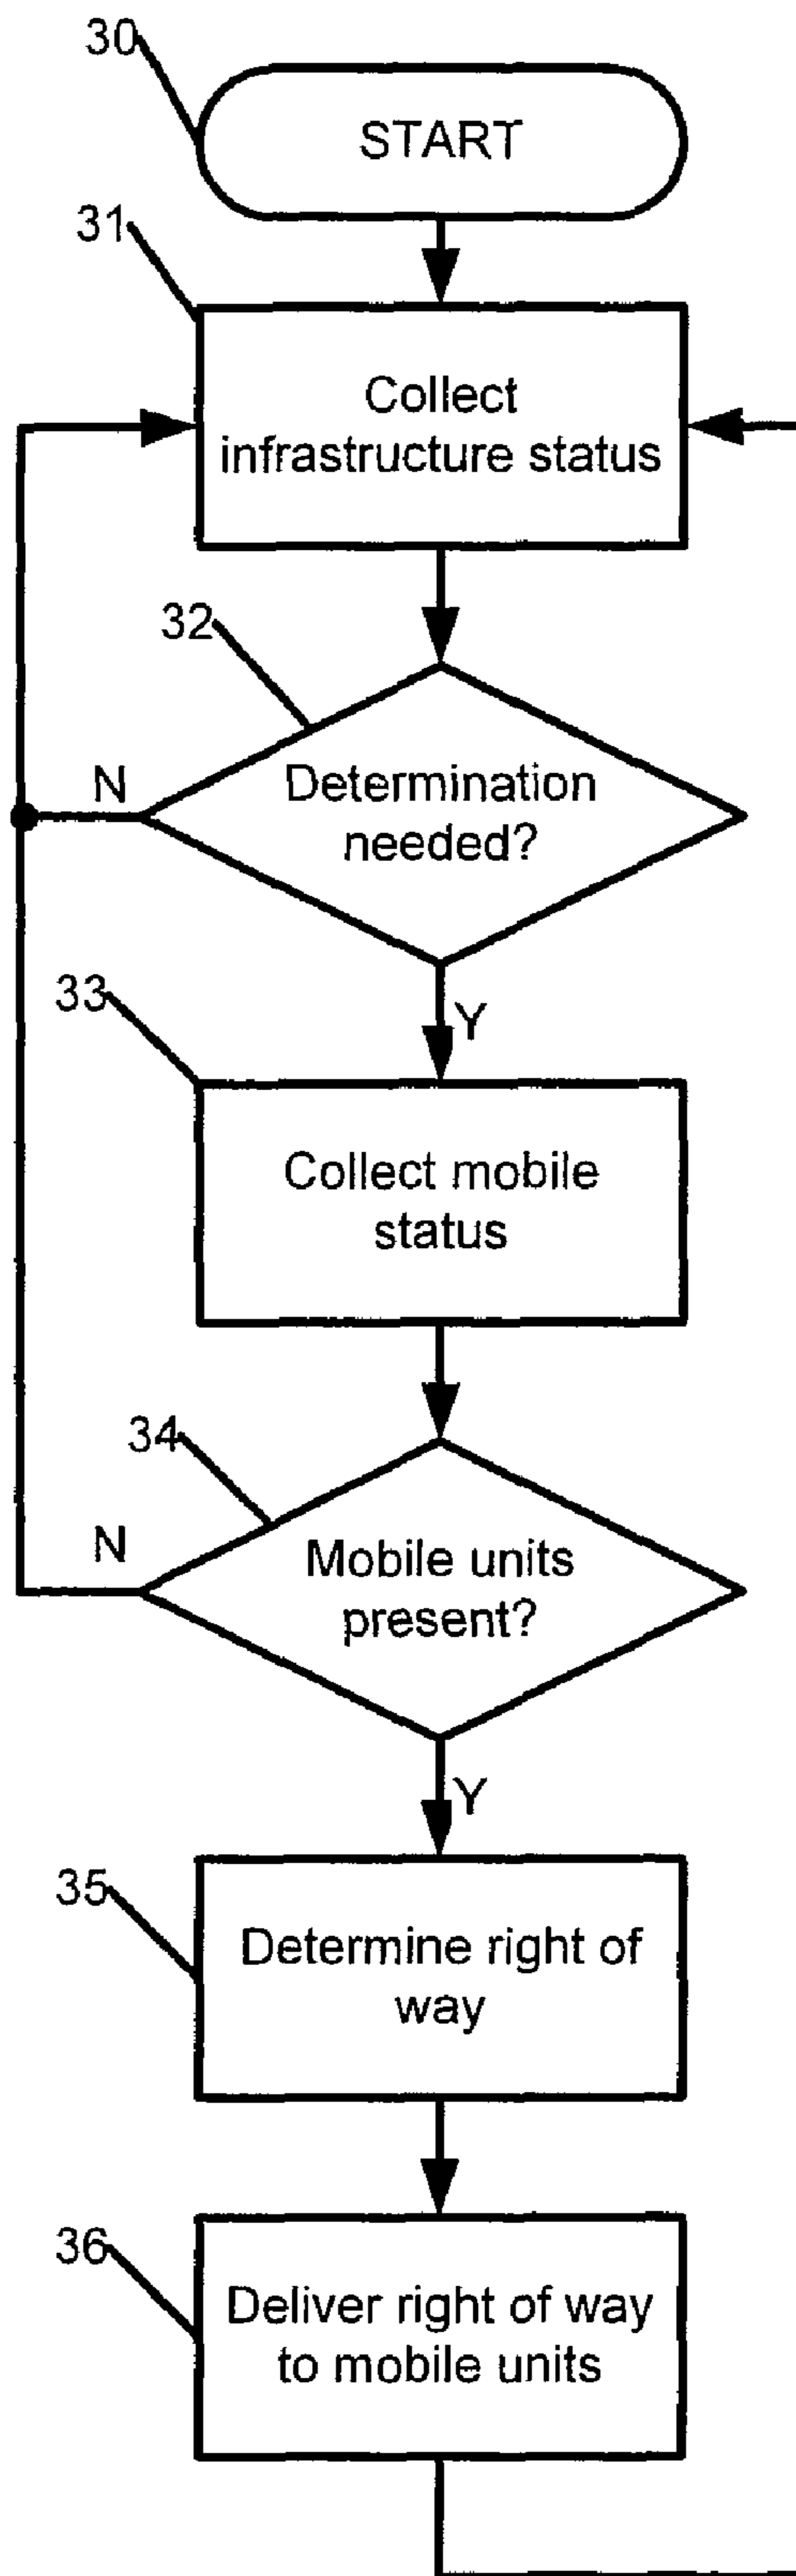 30
START
31
Collect
infrastructure status
32
N
Determination
needed?
33
Y
Collect mobile
status
34
N
Mobile units
present?
Y
35
Determine right of
way
36
Deliver right of way
to mobile units